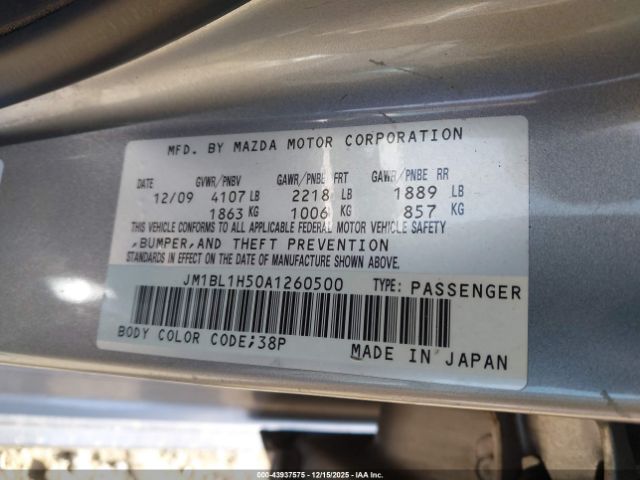 MFD. BY MAZDA MOTOR CORPORATION
DATE GVWR/PNBV GAWR/PNBE FRT GAWR/PNBE RR
12/09 4107 LB 2218 LB 1889 LB
1863 KG 1006 KG 857 KG
THIS VEHICLE CONFORMS TO ALL APPLICABLE FEDERAL MOTOR VEHICLE SAFETY
,BUMPER,AND THEFT PREVENTION
STANDARDS IN EFFECT ON THE DATE OF MANUFACTURE SHOWN ABOVE.
JM1BL1H50A1260500 TYPE: PASSENGER
BODY COLOR CODE;38P MADE IN JAPAN
000-43937575 - 12/15/2025 - IAA Inc.